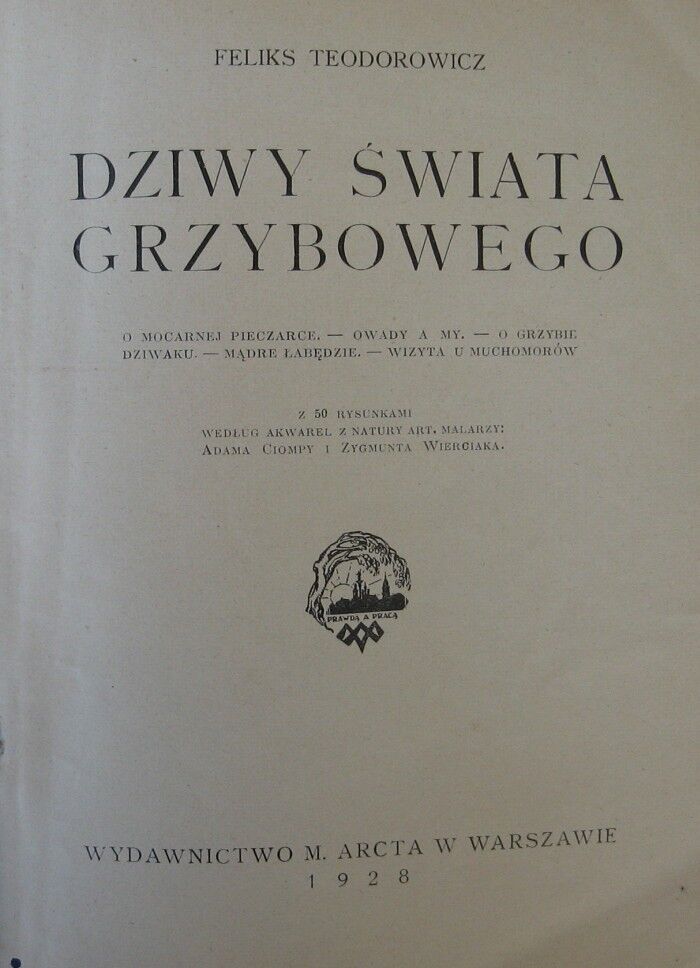 FELIKS TEODOROWICZ
DZIWY ŚWIATA
GRZYBOWEGO
O MOCARNEJ PIECZARCE. — OWADY A MY. — O GRZYBIE
DZIWAKU. — MĄDRE ŁABĘDZIE. — WIZYTA U MUCHOMORÓW
Z 50 RYSUNKAMI
WEDŁUG AKWAREL Z NATURY ART. MALARZY:
ADAMA CIOMPY I ZYGMUNTA WIERCIAKA.
PRAWDĄ A PRACĄ
WYDAWNICTWO M. ARCTA W WARSZAWIE
1928